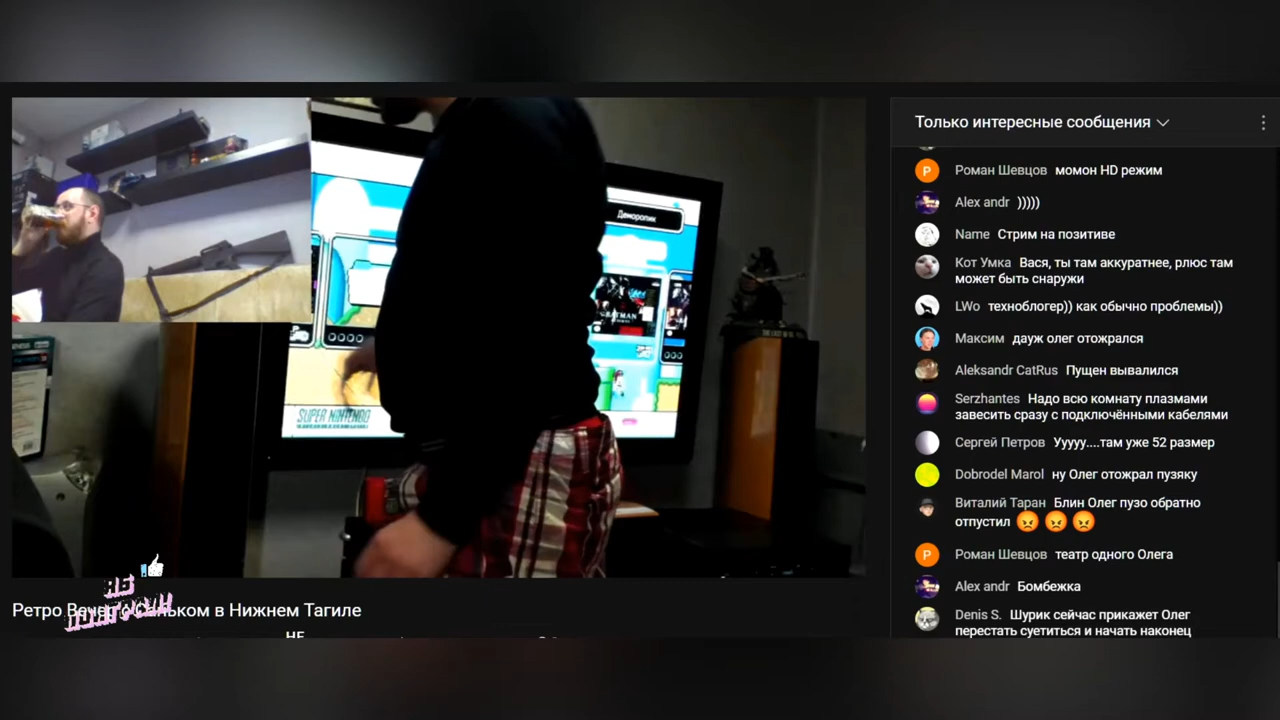 Только интересные сообщения
Роман Шевцов момон HD режим
Alex andr )))))
Name Стрим на позитиве
Кот Умка Вася, ты там аккуратнее, рлюс там
может быть снаружи
LWo техноблогер)) как обычно проблемы))
Максим дауж олег отожрался
Aleksandr CatRus Пущен вывалился
Serzhantes Надо всю комнату плазмами
завесить сразу с подключёнными кабелями
Сергей Петров Ууууу....там уже 52 размер
Dobrodel Marol ну Олег отожрал пузяку
Виталий Таран Блин Олег пузо обратно
отпустил 😡 😡 😡
Роман Шевцов театр одного Олега
Alex andr Бомбежка
Denis S. Шурик сейчас прикажет Олег
перестать суетиться и начать наконец
Деморолик
BATMAN
SUPER NINTENDO
Ретро Вечер с Саньком в Нижнем Тагиле
НЕ
НЕ